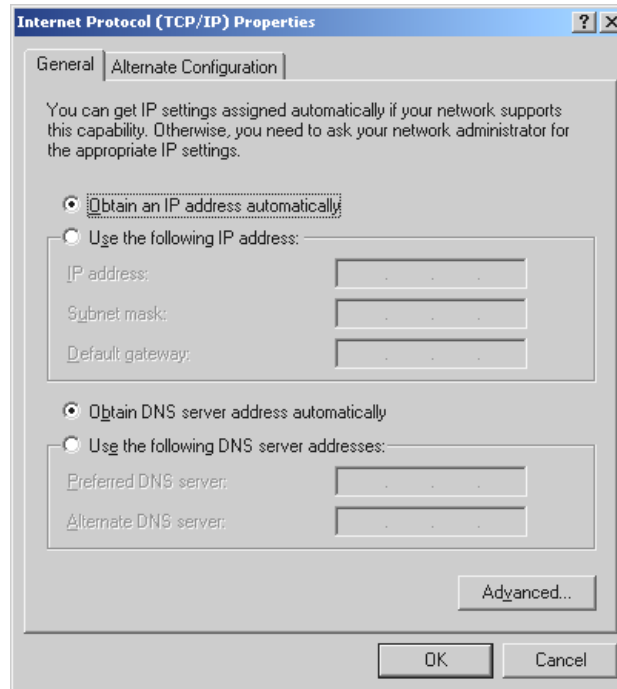 Internet Protocol (TCP/IP) Properties
General
Alternate Configuration
You can get IP settings assigned automatically if your network supports
this capability. Otherwise, you need to ask your network administrator for
the appropriate IP settings.
Obtain an IP address automatically
Use the following IP address:
IP address:
Subnet mask:
Default gateway:
Obtain DNS server address automatically
Use the following DNS server addresses:
Preferred DNS server:
Alternate DNS server:
Advanced...
OK
Cancel